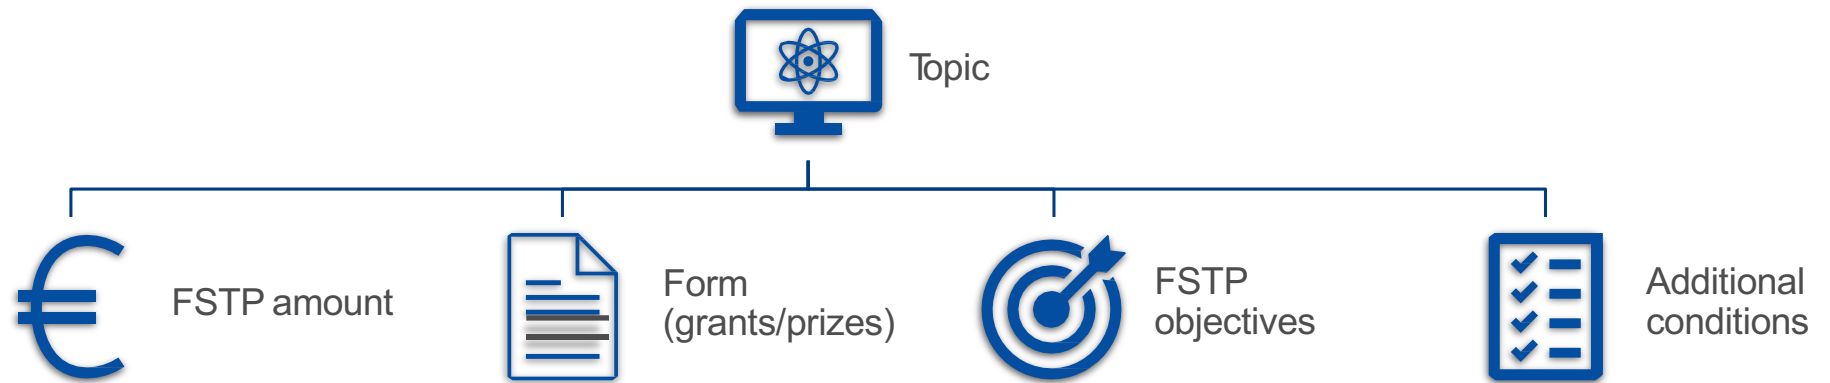 Topic
FSTP amount
Form
(grants/prizes)
FSTP
objectives
Additional
conditions